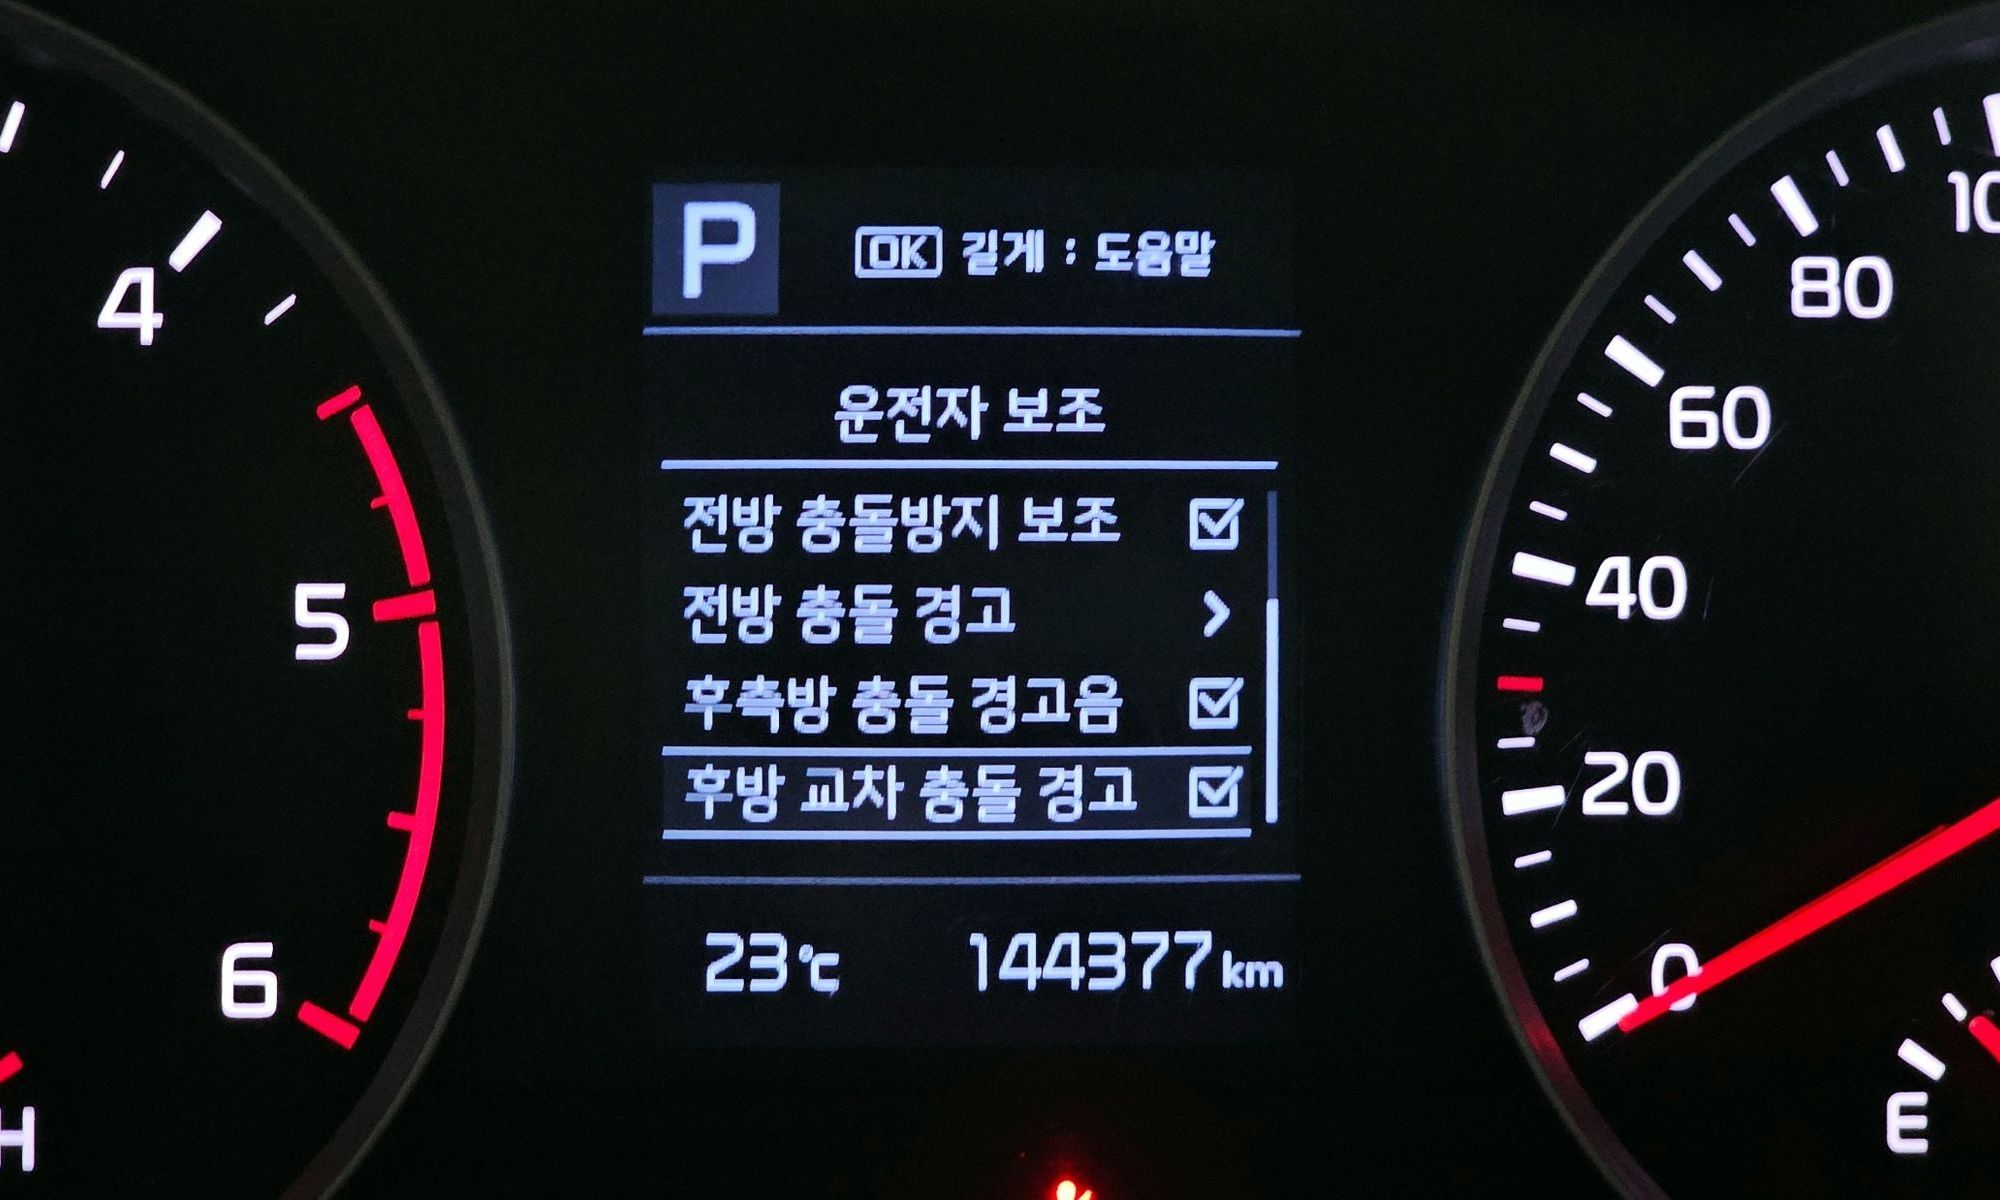 P
OK 길게 : 도움말
운전자 보조
전방 충돌방지 보조
전방 충돌 경고
후측방 충돌 경고음
후방 교차 충돌 경고
23℃ 144377 km
4
5
6
H
10
80
60
40
20
0
E